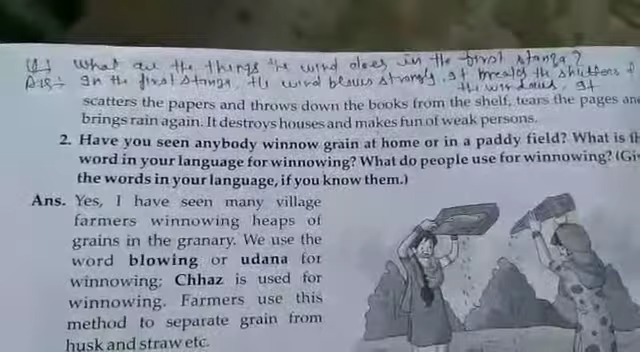 Q1 What are the things the wind does in the first stanza?
Ans:- In the first stanza, the wind blows strongly. It breaks the shutters of
the windows, It
scatters the papers and throws down the books from the shelf, tears the pages an
brings rain again. It destroys houses and makes fun of weak persons.
2. Have you seen anybody winnow grain at home or in a paddy field? What is th
word in your language for winnowing? What do people use for winnowing? (Giv
the words in your language, if you know them.)
Ans. Yes, I have seen many village
farmers winnowing heaps of
grains in the granary. We use the
word blowing or udana for
winnowing; Chhaz is used for
winnowing. Farmers use this
method to separate grain from
husk and straw etc.